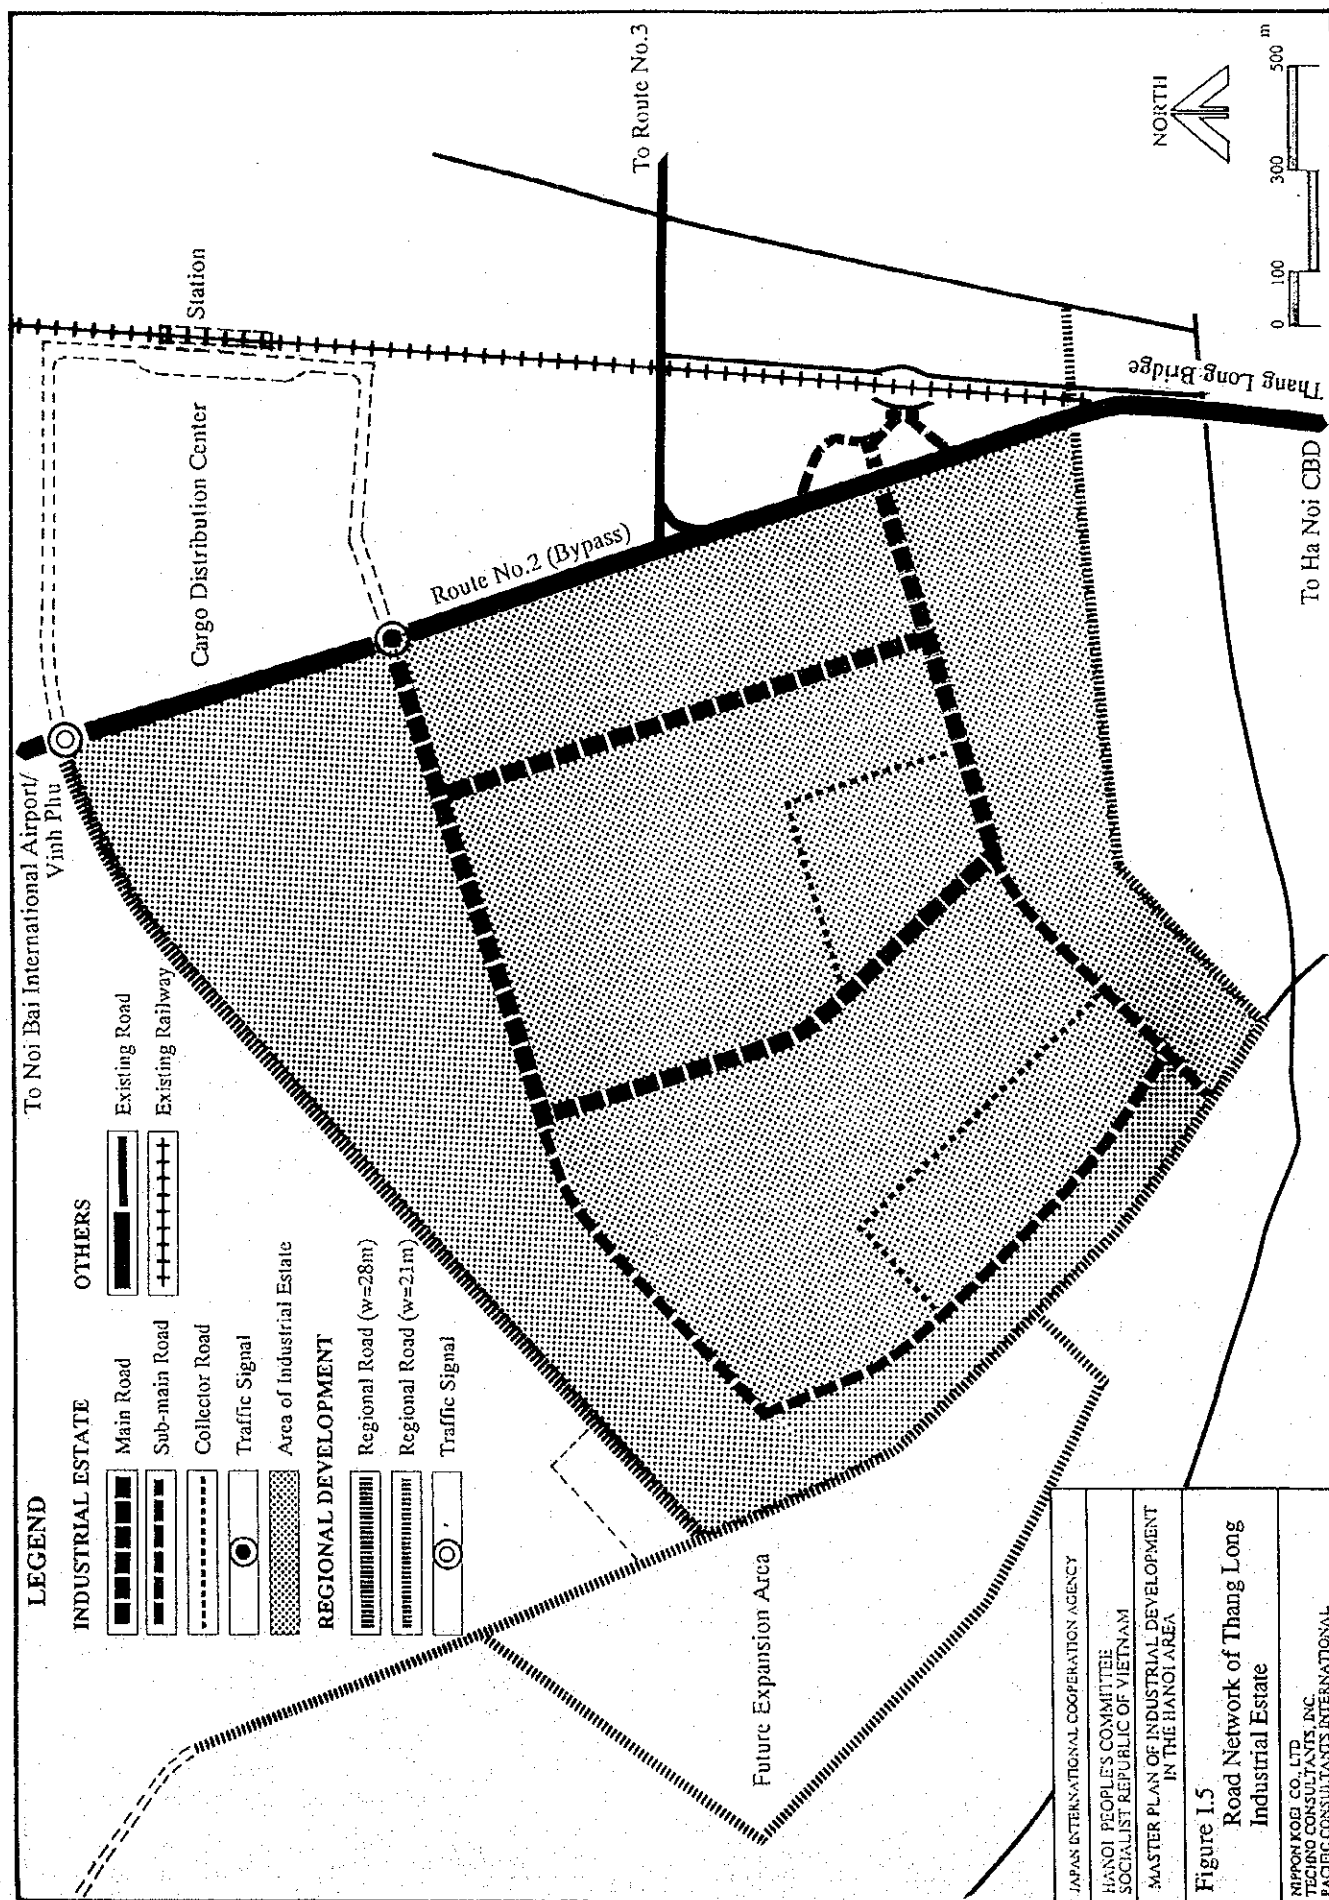 LEGEND
INDUSTRIAL ESTATE
Main Road
Sub-main Road
Collector Road
Traffic Signal
Area of Industrial Estate
REGIONAL DEVELOPMENT
Regional Road (w=28m)
Regional Road (w=21m)
Traffic Signal
OTHERS
Existing Road
Existing Railway
To Noi Bai International Airport/
Vinh Phu
Cargo Distribution Center
Station
Route No.2 (Bypass)
To Route No.3
NORTH
0 100 300 500 m
Thang Long Bridge
To Ha Noi CBD
Future Expansion Area
JAPAN INTERNATIONAL COOPERATION AGENCY
HANOI PEOPLE'S COMMITTEE
SOCIALIST REPUBLIC OF VIETNAM
MASTER PLAN OF INDUSTRIAL DEVELOPMENT
IN THE HANOI AREA
Figure I.5
Road Network of Thang Long
Industrial Estate
NIPPON KOEI CO., LTD
TECHNO CONSULTANTS, INC.
PACIFIC CONSULTANTS INTERNATIONAL